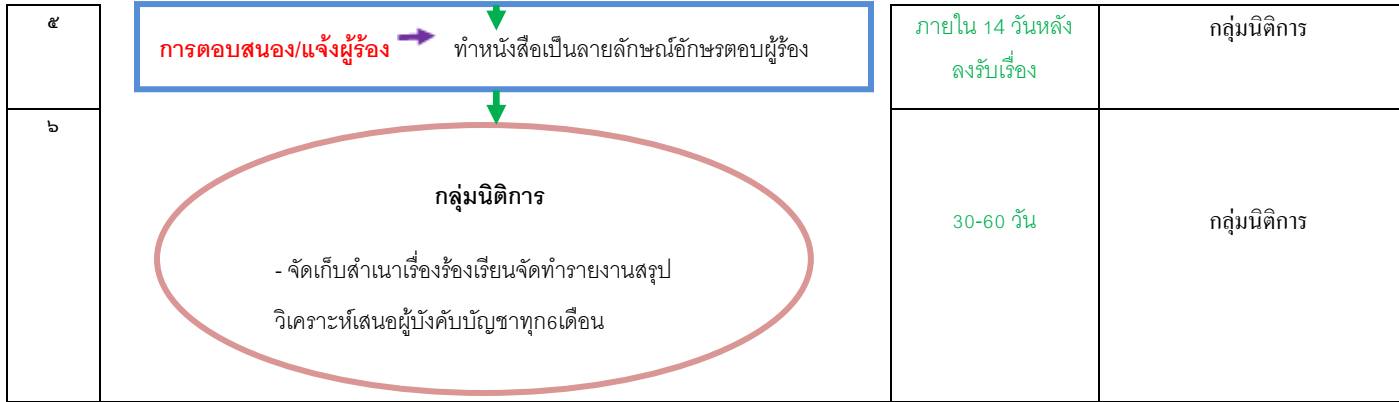 ๕
การตอบสนอง/แจ้งผู้ร้อง ทำหนังสือเป็นลายลักษณ์อักษรตอบผู้ร้อง
ภายใน 14 วันหลัง
ลงรับเรื่อง
กลุ่มนิติการ
๖
กลุ่มนิติการ
- จัดเก็บสำเนาเรื่องร้องเรียนจัดทำรายงานสรุป
วิเคราะห์เสนอผู้บังคับบัญชาทุก6เดือน
30-60 วัน
กลุ่มนิติการ